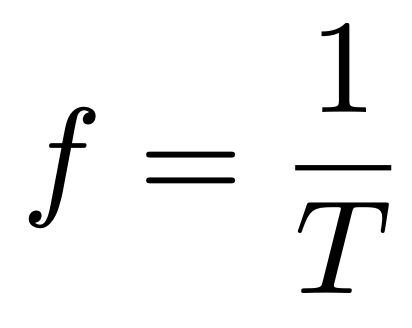 f = 1/T